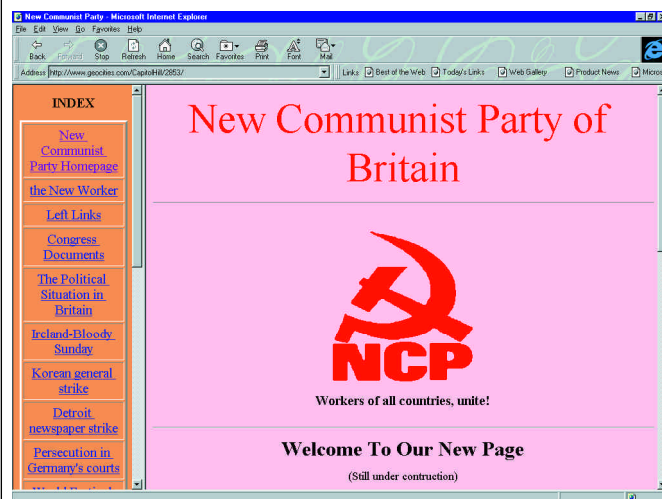 New Communist Party - Microsoft Internet Explorer
File Edit View Go Favorites Help
Back Forward Stop Refresh Home Search Favorites Print Font Mail
Address http://www.geocities.com/CapitolHill/2853/ Links Best of the Web Today's Links Web Gallery Product News Micros
INDEX
New
Communist
Party Homepage
the New Worker
Left Links
Congress
Documents
The Political
Situation in
Britain
Ireland-Bloody
Sunday
Korean general
strike
Detroit
newspaper strike
Persecution in
Germany's courts
New Communist Party of
Britain
NCP
Workers of all countries, unite!
Welcome To Our New Page
(Still under contruction)